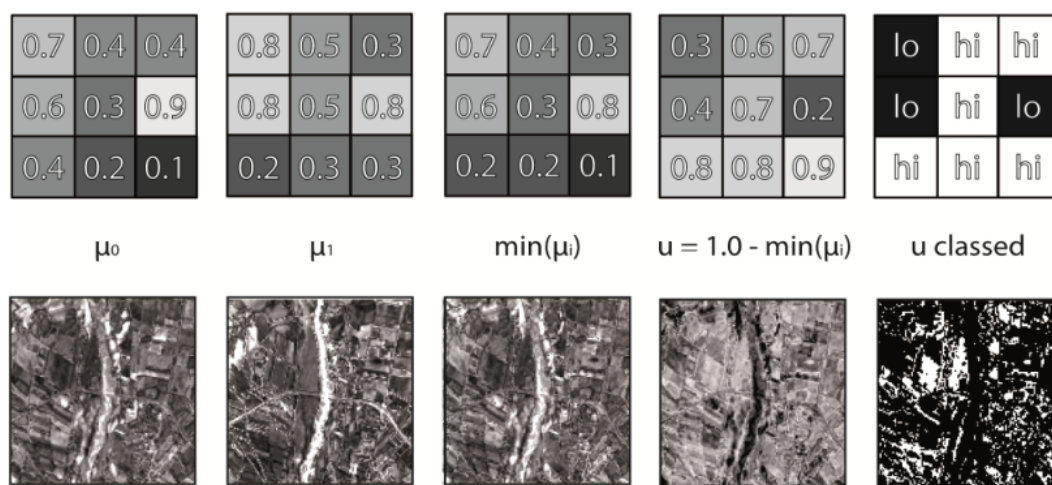 0.7 0.4 0.4 0.8 0.5 0.3 0.7 0.4 0.3 0.3 0.6 0.7 lo hi hi
0.6 0.3 0.9 0.8 0.5 0.8 0.6 0.3 0.8 0.4 0.7 0.2 lo hi lo
0.4 0.2 0.1 0.2 0.3 0.3 0.2 0.2 0.1 0.8 0.8 0.9 hi hi hi
μ₀ μ₁ min(μᵢ) u = 1.0 - min(μᵢ) u classed